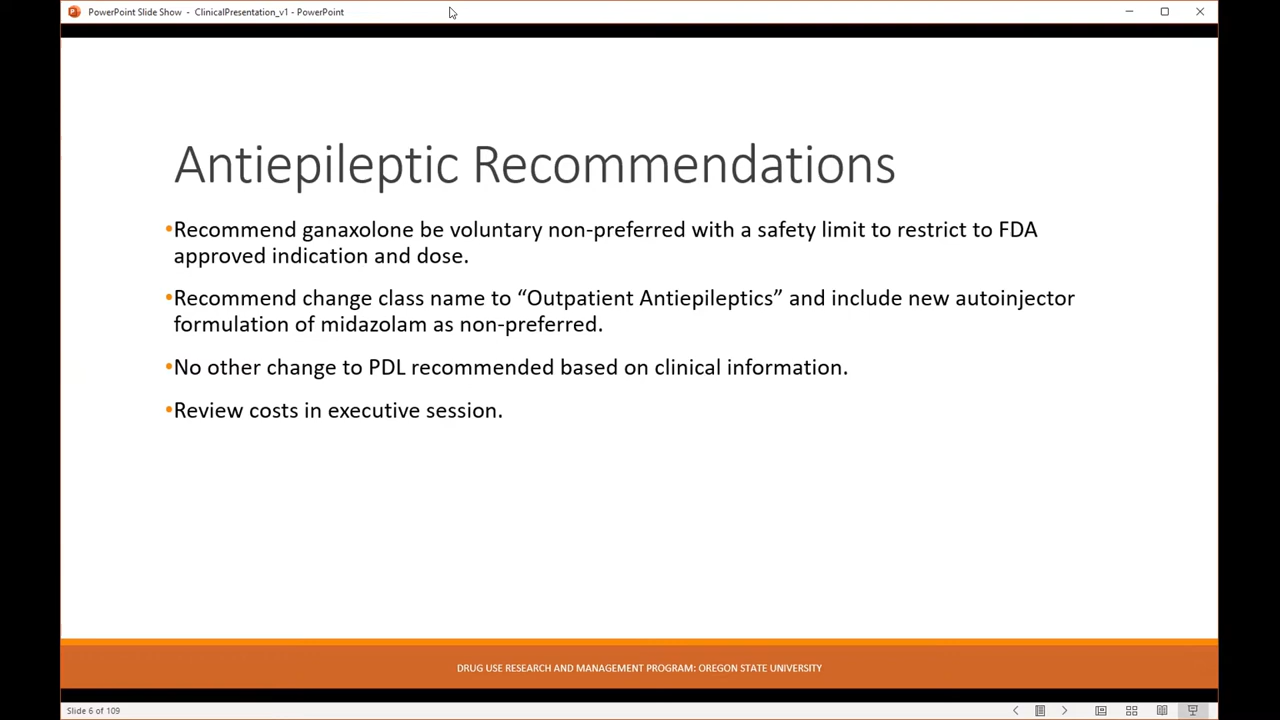 PowerPoint Slide Show - ClinicalPresentation_v1 - PowerPoint
Antiepileptic Recommendations
•Recommend ganaxolone be voluntary non-preferred with a safety limit to restrict to FDA
approved indication and dose.
•Recommend change class name to “Outpatient Antiepileptics” and include new autoinjector
formulation of midazolam as non-preferred.
•No other change to PDL recommended based on clinical information.
•Review costs in executive session.
DRUG USE RESEARCH AND MANAGEMENT PROGRAM: OREGON STATE UNIVERSITY
Slide 6 of 109